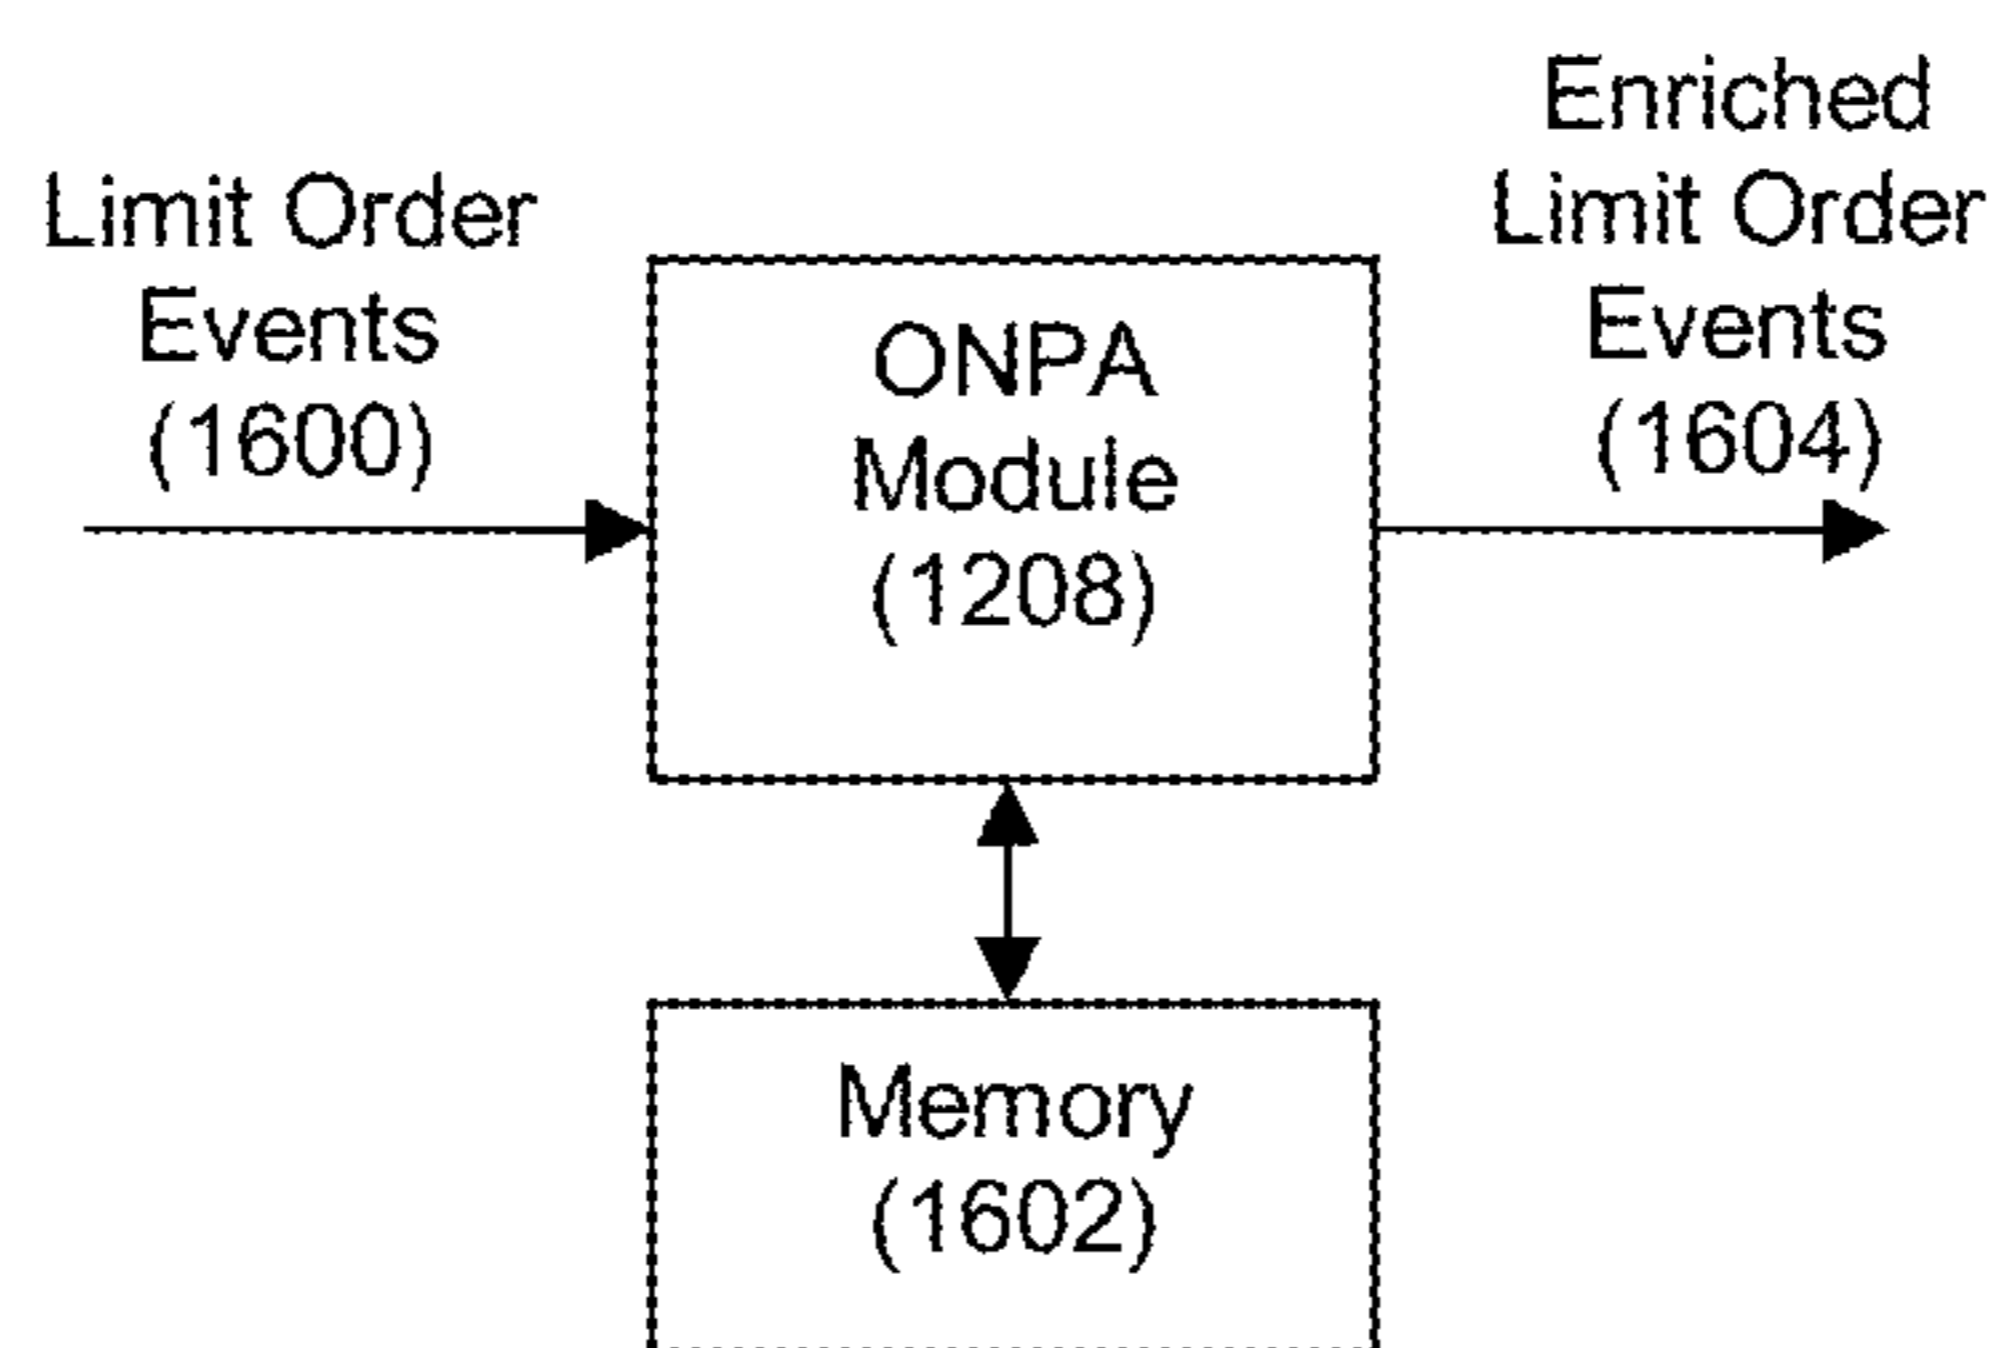 Limit Order
Events
(1600)
ONPA
Module
(1208)
Enriched
Limit Order
Events
(1604)
Memory
(1602)